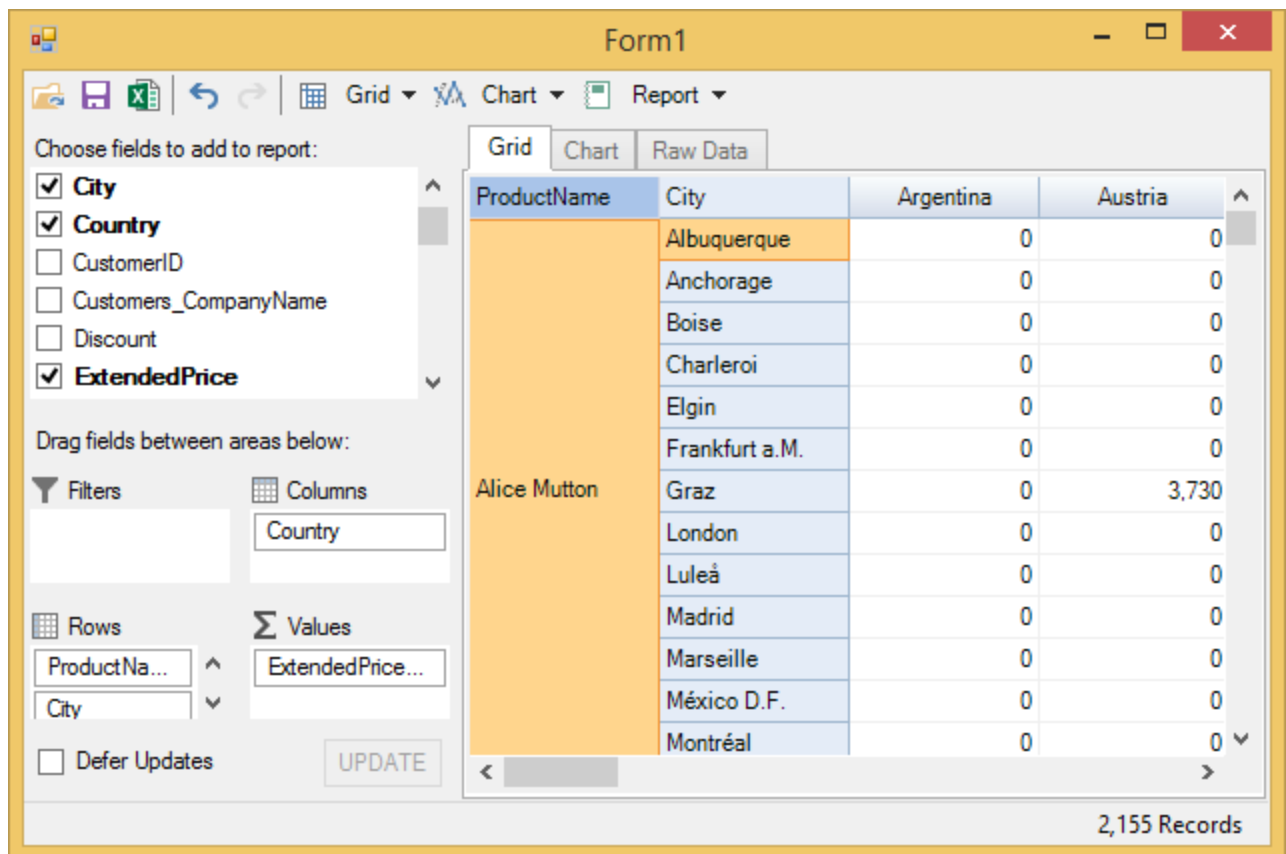 Form1
Grid Chart Report
Choose fields to add to report:
City
Country
CustomerID
Customers_CompanyName
Discount
ExtendedPrice
Drag fields between areas below:
Filters
Columns
Country
Rows
ProductNa...
City
Values
ExtendedPrice...
Defer Updates
UPDATE
Grid Chart Raw Data
ProductName City Argentina Austria
Alice Mutton
Albuquerque 0 0
Anchorage 0 0
Boise 0 0
Charleroi 0 0
Elgin 0 0
Frankfurt a.M. 0 0
Graz 0 3,730
London 0 0
Luleå 0 0
Madrid 0 0
Marseille 0 0
México D.F. 0 0
Montréal 0 0
2,155 Records